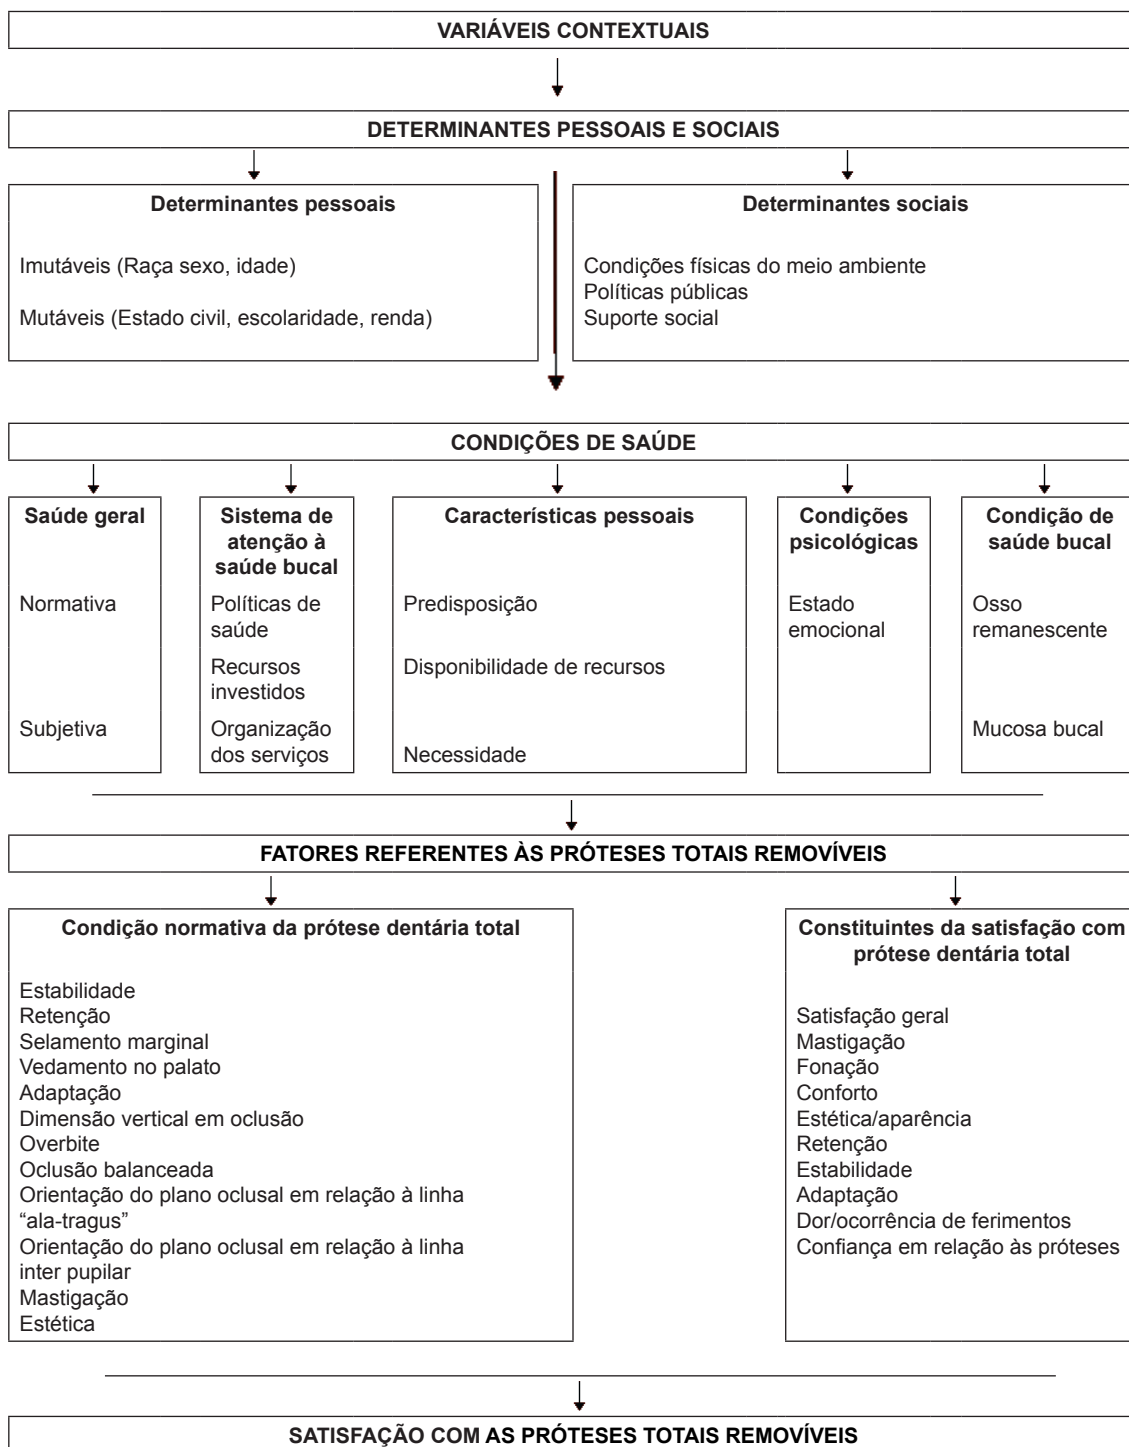 VARIÁVEIS CONTEXTUAIS
DETERMINANTES PESSOAIS E SOCIAIS
Determinantes pessoais
Imutáveis (Raça sexo, idade)
Mutáveis (Estado civil, escolaridade, renda)
Determinantes sociais
Condições físicas do meio ambiente
Políticas públicas
Suporte social
CONDIÇÕES DE SAÚDE
Saúde geral
Normativa
Subjetiva
Sistema de
atenção à
saúde bucal
Políticas de
saúde
Recursos
investidos
Organização
dos serviços
Características pessoais
Predisposição
Disponibilidade de recursos
Necessidade
Condições
psicológicas
Estado
emocional
Condição de
saúde bucal
Osso
remanescente
Mucosa bucal
FATORES REFERENTES ÀS PRÓTESES TOTAIS REMOVÍVEIS
Condição normativa da prótese dentária total
Estabilidade
Retenção
Selamento marginal
Vedamento no palato
Adaptação
Dimensão vertical em oclusão
Overbite
Oclusão balanceada
Orientação do plano oclusal em relação à linha
“ala-tragus”
Orientação do plano oclusal em relação à linha
inter pupilar
Mastigação
Estética
Constituintes da satisfação com
prótese dentária total
Satisfação geral
Mastigação
Fonação
Conforto
Estética/aparência
Retenção
Estabilidade
Adaptação
Dor/ocorrência de ferimentos
Confiança em relação às próteses
SATISFAÇÃO COM AS PRÓTESES TOTAIS REMOVÍVEIS